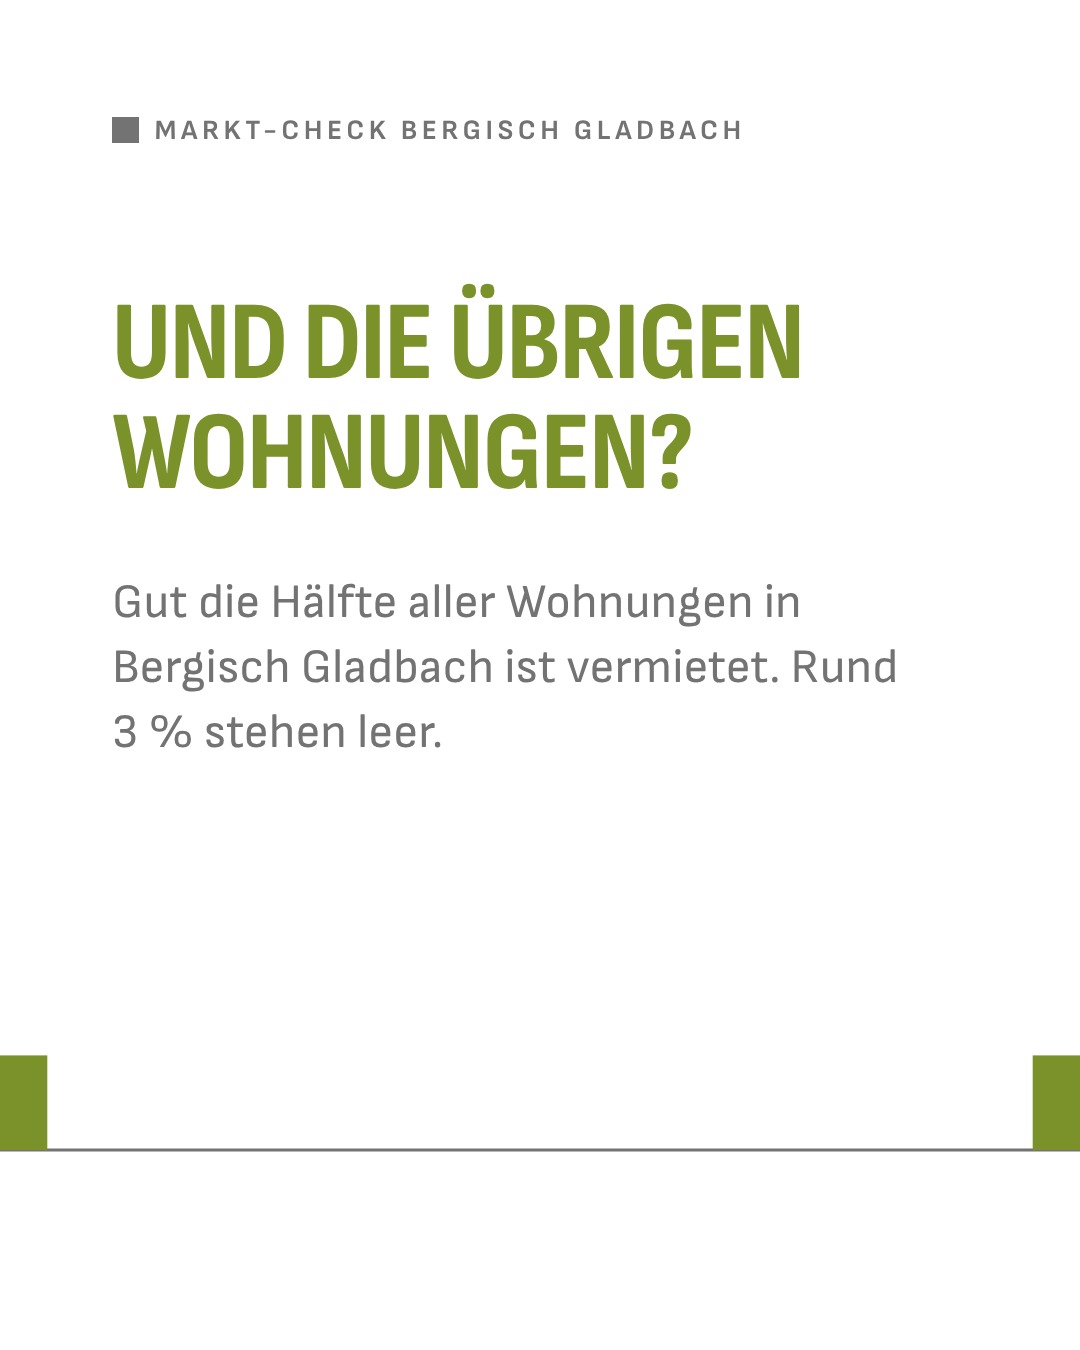 MARKT-CHECK BERGISCH GLADBACH
UND DIE ÜBRIGEN
WOHNUNGEN?
Gut die Hälfte aller Wohnungen in
Bergisch Gladbach ist vermietet. Rund
3 % stehen leer.